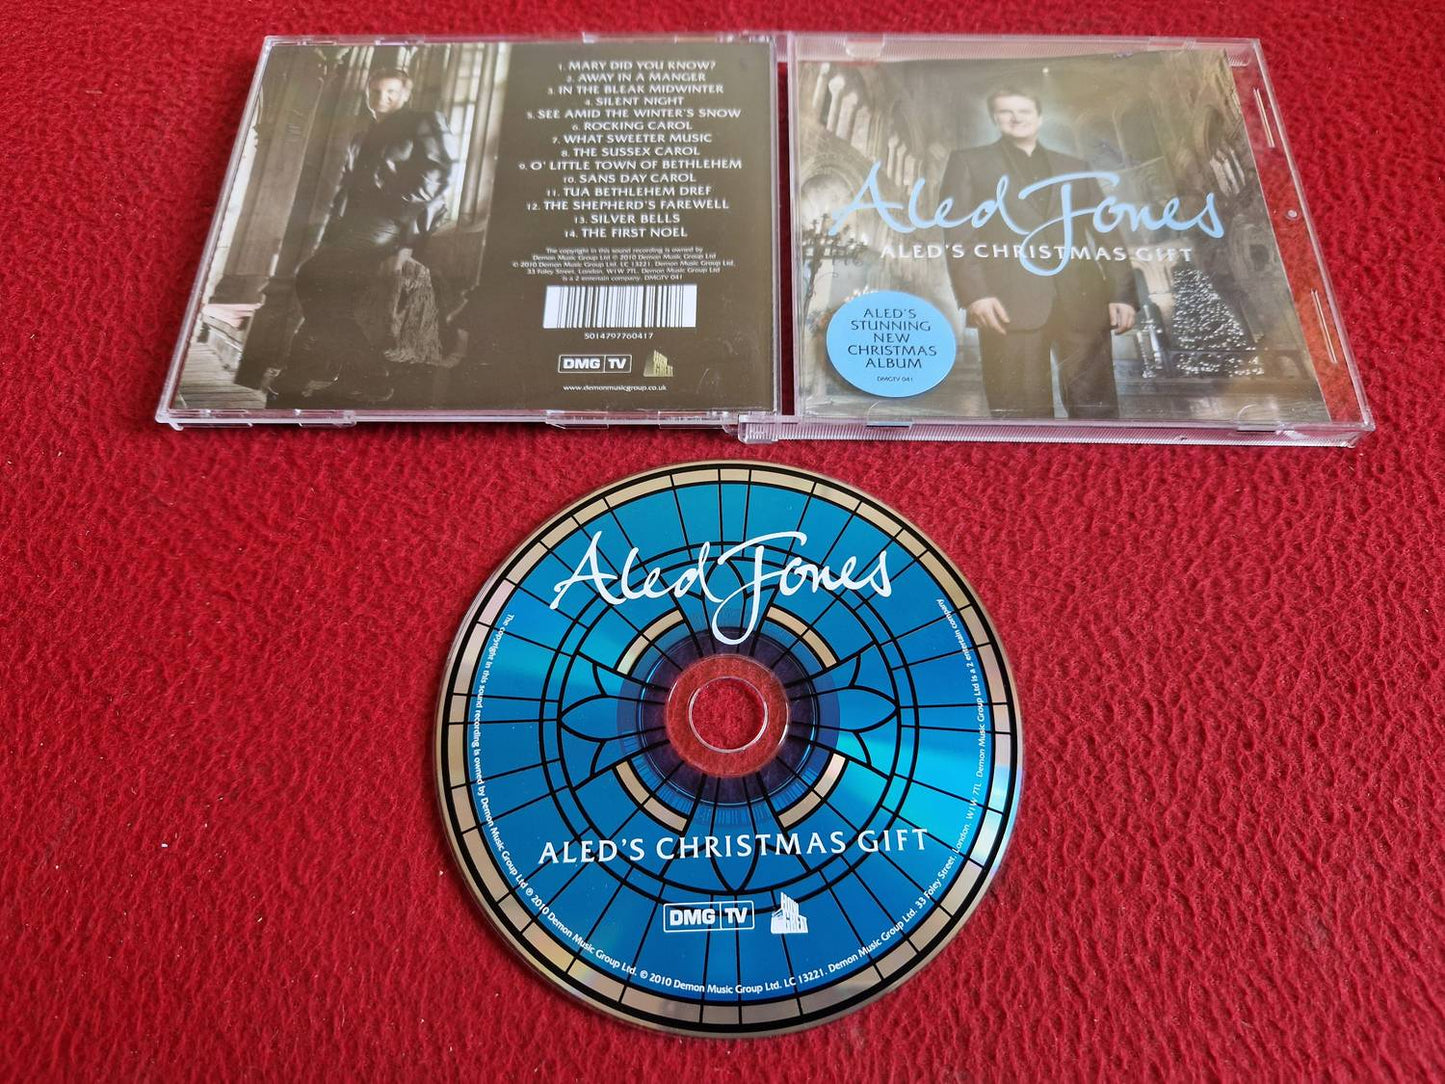 1. MARY DID YOU KNOW?
2. AWAY IN A MANGER
3. IN THE BLEAK MIDWINTER
4. SILENT NIGHT
5. SEE AMID THE WINTER'S SNOW
6. ROCKING CAROL
7. WHAT SWEETER MUSIC
8. THE SUSSEX CAROL
9. O' LITTLE TOWN OF BETHLEHEM
10. SANS DAY CAROL
11. TUA BETHLEHEM DREF
12. THE SHEPHERD'S FAREWELL
13. SILVER BELLS
14. THE FIRST NOEL
The copyright in this sound recording is owned by
Demon Music Group Ltd ℗ 2010 Demon Music Group Ltd.
© 2010 Demon Music Group Ltd. LC 13221. Demon Music Group Ltd.
33 Foley Street, London, W1W 7TL. Demon Music Group Ltd
is a 2 entertain company. DMGTV 041
5014797760417
DMG TV
www.demonmusicgroup.co.uk
Aled Jones
ALED'S CHRISTMAS GIFT
ALED'S
STUNNING
NEW
CHRISTMAS
ALBUM
DMGTV 041
Aled Jones
ALED'S CHRISTMAS GIFT
DMG TV
The copyright in this sound recording is owned by Demon Music Group Ltd ℗ 2010 Demon Music Group Ltd. © 2010 Demon Music Group Ltd. LC 13221. Demon Music Group Ltd. 33 Foley Street, London, W1W 7TL. Demon Music Group Ltd is a 2 entertain company